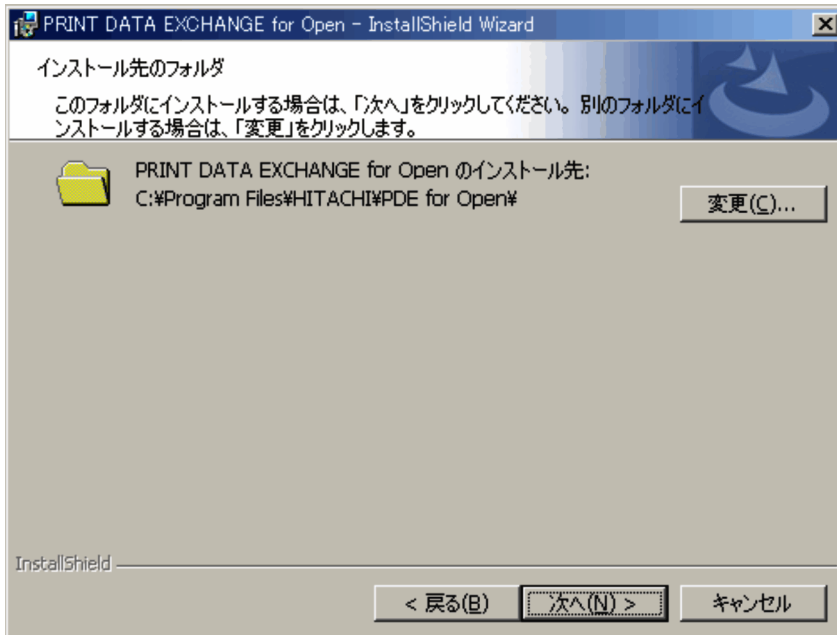 PRINT DATA EXCHANGE for Open - InstallShield Wizard
インストール先のフォルダ
このフォルダにインストールする場合は、「次へ」をクリックしてください。別のフォルダにイ
ンストールする場合は、「変更」をクリックします。
PRINT DATA EXCHANGE for Open のインストール先:
C:¥Program Files¥HITACHI¥PDE for Open¥
変更(C)...
InstallShield
< 戻る(B)
次へ(N) >
キャンセル